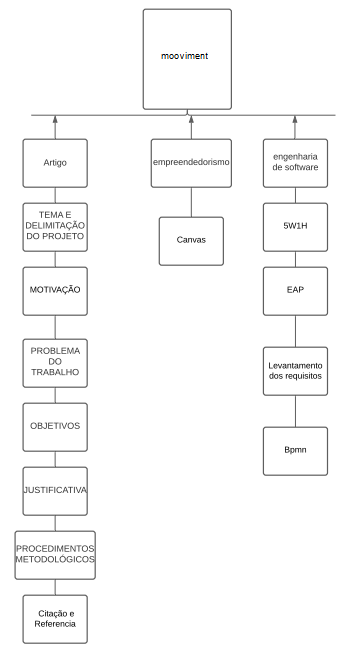 mooviment
Artigo
TEMA E
DELIMITAÇÃO
DO PROJETO
MOTIVAÇÃO
PROBLEMA
DO
TRABALHO
OBJETIVOS
JUSTIFICATIVA
PROCEDIMENTOS
METODOLÓGICOS
Citação e
Referencia
empreendedorismo
Canvas
engenharia
de software
5W1H
EAP
Levantamento
dos requisitos
Bpmn